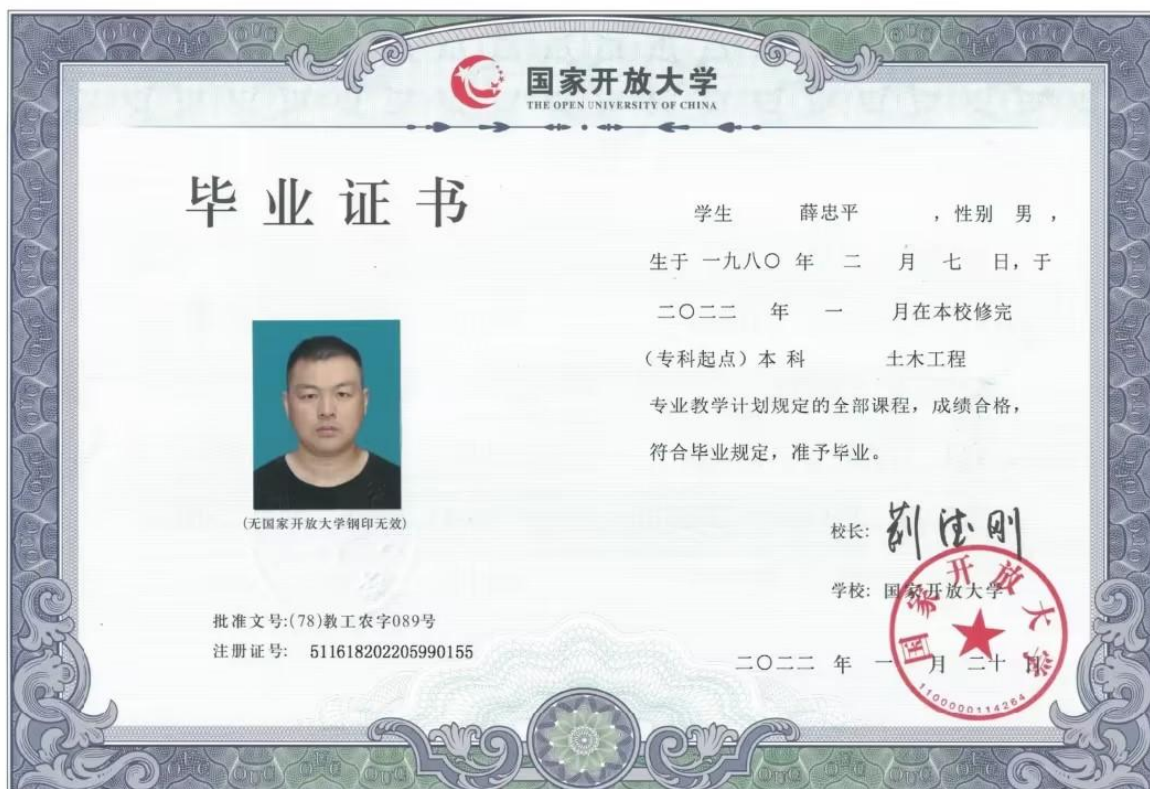 国家开放大学
THE OPEN UNIVERSITY OF CHINA
毕业证书
学生 薛忠平 ，性别 男 ，
生于 一九八〇 年 二 月 七 日，于
二〇二二 年 一 月在本校修完
（专科起点）本 科 土木工程
专业教学计划规定的全部课程，成绩合格，
符合毕业规定，准予毕业。
(无国家开放大学钢印无效)
校长: 荆德刚
学校: 国家开放大学
批准文号:(78)教工农字089号
注册证号: 511618202205990155
二〇二二 年 一 月 二十 日
国家开放大学
1100000114264